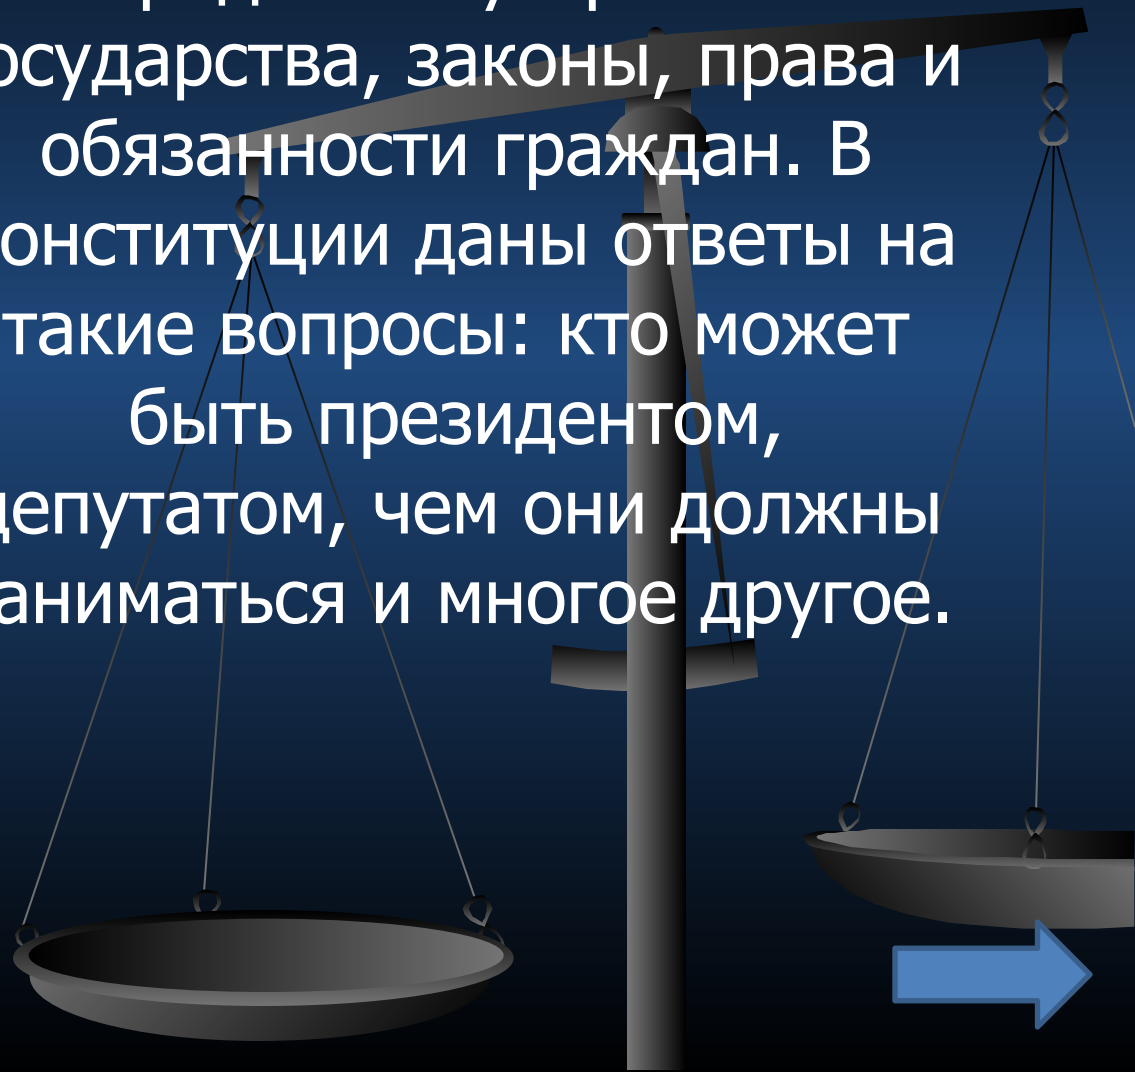 осударства, законы, права и
обязанности граждан. В
онституции даны ответы на
такие вопросы: кто может
быть президентом,
депутатом, чем они должны
аниматься и многое другое.